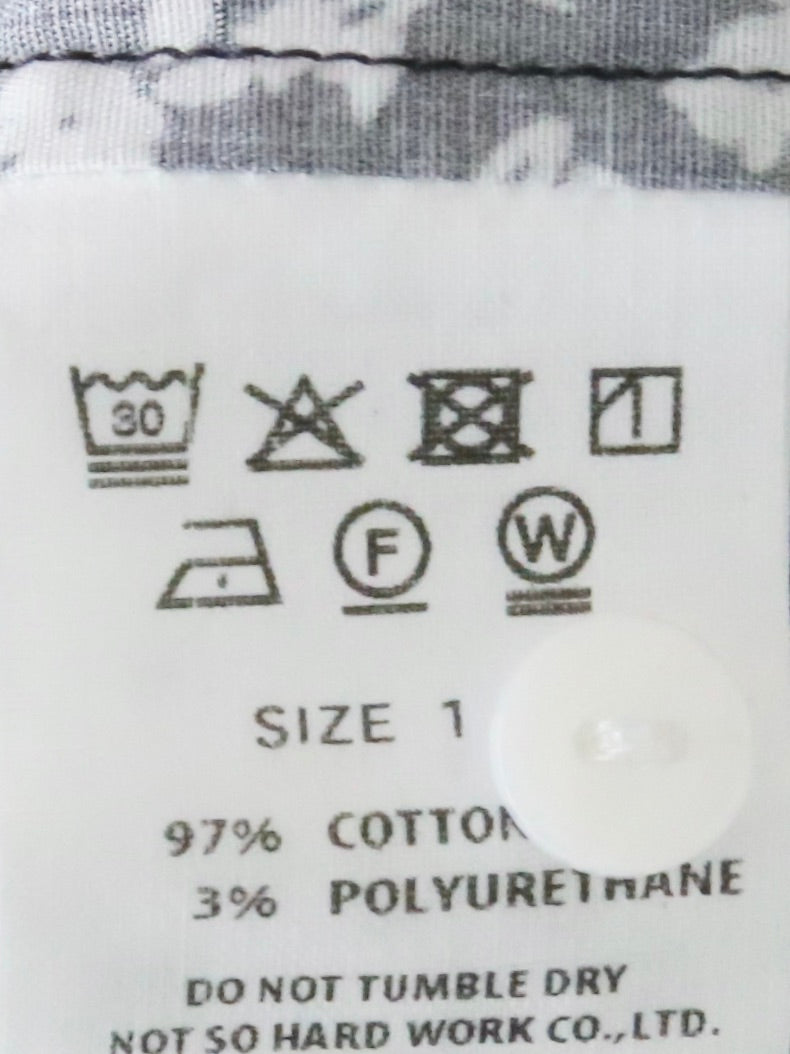 30
F W
SIZE 1
97% COTTON
3% POLYURETHANE
DO NOT TUMBLE DRY
NOT SO HARD WORK CO.,LTD.